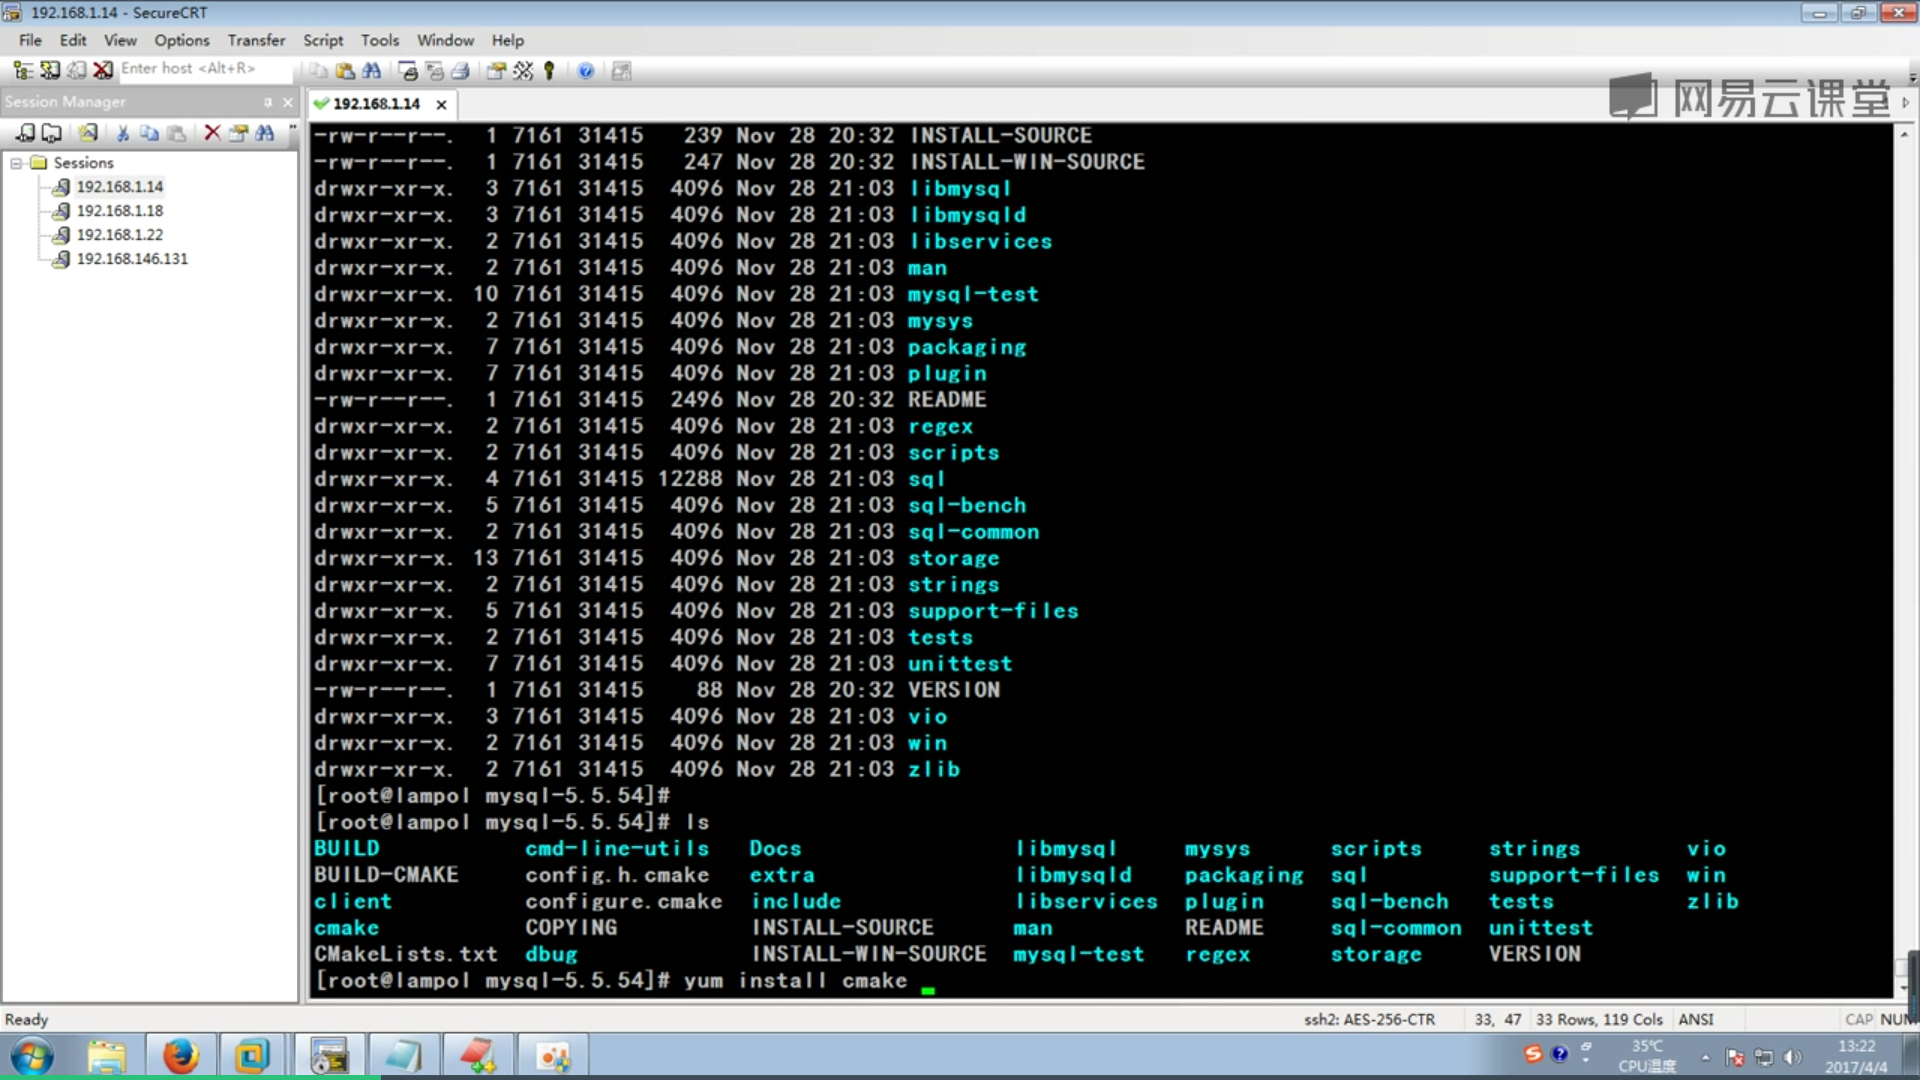 192.168.1.14 - SecureCRT
File Edit View Options Transfer Script Tools Window Help
Enter host <Alt+R>
Session Manager
192.168.1.14
网易云课堂
Sessions
192.168.1.14
192.168.1.18
192.168.1.22
192.168.146.131
-rw-r--r--. 1 7161 31415 239 Nov 28 20:32 INSTALL-SOURCE
-rw-r--r--. 1 7161 31415 247 Nov 28 20:32 INSTALL-WIN-SOURCE
drwxr-xr-x. 3 7161 31415 4096 Nov 28 21:03 libmysql
drwxr-xr-x. 3 7161 31415 4096 Nov 28 21:03 libmysqld
drwxr-xr-x. 2 7161 31415 4096 Nov 28 21:03 libservices
drwxr-xr-x. 2 7161 31415 4096 Nov 28 21:03 man
drwxr-xr-x. 10 7161 31415 4096 Nov 28 21:03 mysql-test
drwxr-xr-x. 2 7161 31415 4096 Nov 28 21:03 mysys
drwxr-xr-x. 7 7161 31415 4096 Nov 28 21:03 packaging
drwxr-xr-x. 7 7161 31415 4096 Nov 28 21:03 plugin
-rw-r--r--. 1 7161 31415 2496 Nov 28 20:32 README
drwxr-xr-x. 2 7161 31415 4096 Nov 28 21:03 regex
drwxr-xr-x. 2 7161 31415 4096 Nov 28 21:03 scripts
drwxr-xr-x. 4 7161 31415 12288 Nov 28 21:03 sql
drwxr-xr-x. 5 7161 31415 4096 Nov 28 21:03 sql-bench
drwxr-xr-x. 2 7161 31415 4096 Nov 28 21:03 sql-common
drwxr-xr-x. 13 7161 31415 4096 Nov 28 21:03 storage
drwxr-xr-x. 2 7161 31415 4096 Nov 28 21:03 strings
drwxr-xr-x. 5 7161 31415 4096 Nov 28 21:03 support-files
drwxr-xr-x. 2 7161 31415 4096 Nov 28 21:03 tests
drwxr-xr-x. 7 7161 31415 4096 Nov 28 21:03 unittest
-rw-r--r--. 1 7161 31415 88 Nov 28 20:32 VERSION
drwxr-xr-x. 3 7161 31415 4096 Nov 28 21:03 vio
drwxr-xr-x. 2 7161 31415 4096 Nov 28 21:03 win
drwxr-xr-x. 2 7161 31415 4096 Nov 28 21:03 zlib
[root@lampol mysql-5.5.54]#
[root@lampol mysql-5.5.54]# ls
BUILD cmd-line-utils Docs libmysql mysys scripts strings vio
BUILD-CMAKE config.h.cmake extra libmysqld packaging sql support-files win
client configure.cmake include libservices plugin sql-bench tests zlib
cmake COPYING INSTALL-SOURCE man README sql-common unittest
CMakeLists.txt dbug INSTALL-WIN-SOURCE mysql-test regex storage VERSION
[root@lampol mysql-5.5.54]# yum install cmake
Ready ssh2: AES-256-CTR 33, 47 33 Rows, 119 Cols ANSI CAP NUM
35℃ 13:22
CPU温度 2017/4/4